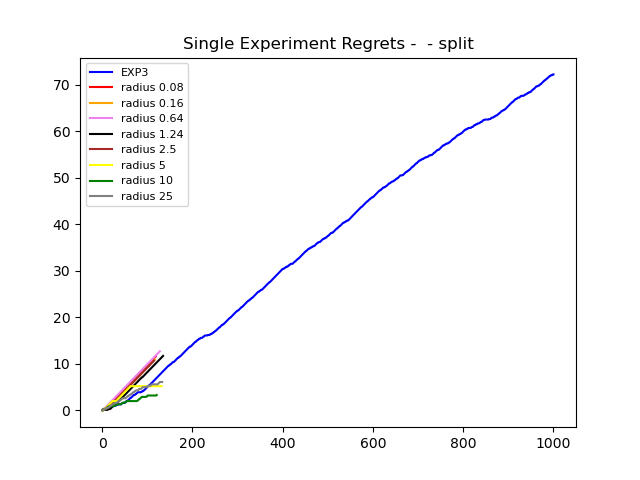 Single Experiment Regrets -  - split
EXP3
radius 0.08
radius 0.16
radius 0.64
radius 1.24
radius 2.5
radius 5
radius 10
radius 25
70
60
50
40
30
20
10
0
0 200 400 600 800 1000